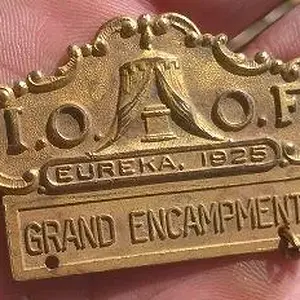 I.O.O.F
EUREKA, 1925
GRAND ENCAMPMENT